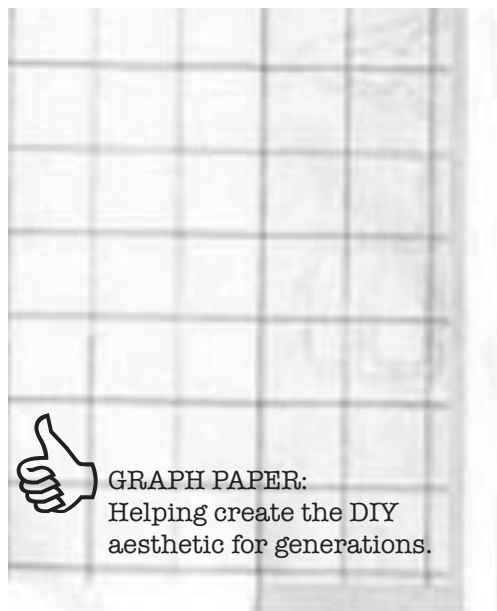 GRAPH PAPER:
Helping create the DIY
aesthetic for generations.